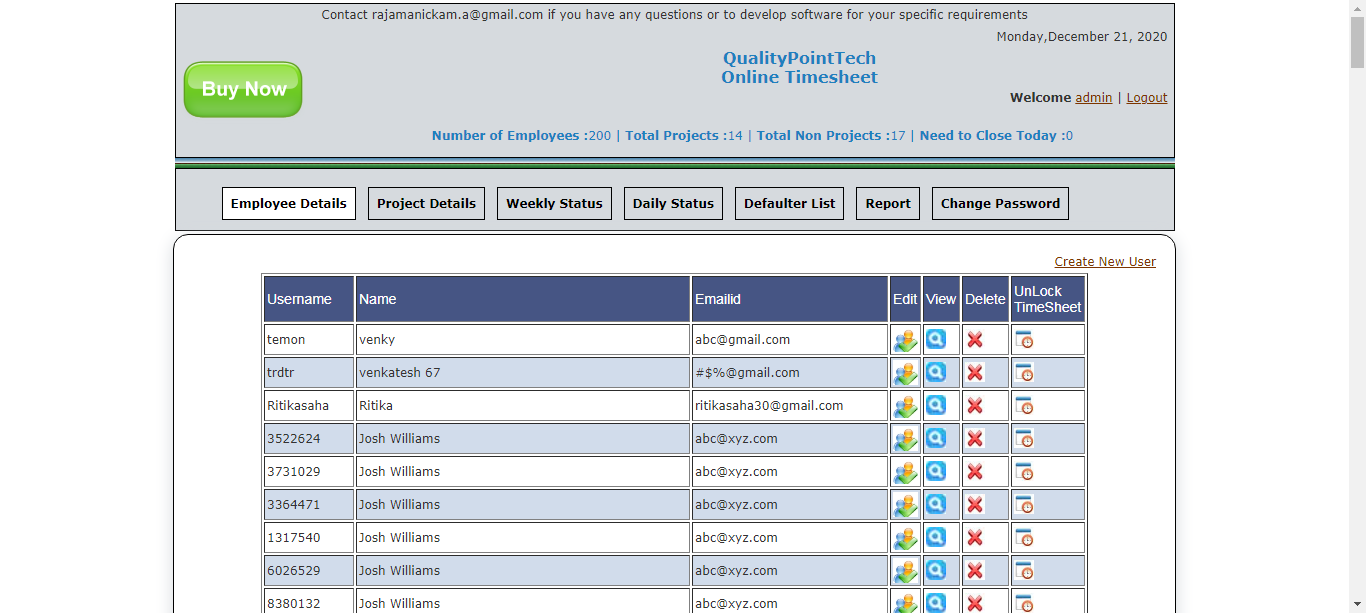 Contact rajamanickam.a@gmail.com if you have any questions or to develop software for your specific requirements
Monday,December 21, 2020
QualityPointTech
Online Timesheet
Buy Now
Welcome admin | Logout
Number of Employees :200 | Total Projects :14 | Total Non Projects :17 | Need to Close Today :0
Employee Details Project Details Weekly Status Daily Status Defaulter List Report Change Password
Create New User
Username Name Emailid Edit View Delete UnLock TimeSheet
temon venky abc@gmail.com
trdtr venkatesh 67 #$%@gmail.com
Ritikasaha Ritika ritikasaha30@gmail.com
3522624 Josh Williams abc@xyz.com
3731029 Josh Williams abc@xyz.com
3364471 Josh Williams abc@xyz.com
1317540 Josh Williams abc@xyz.com
6026529 Josh Williams abc@xyz.com
8380132 Josh Williams abc@xyz.com